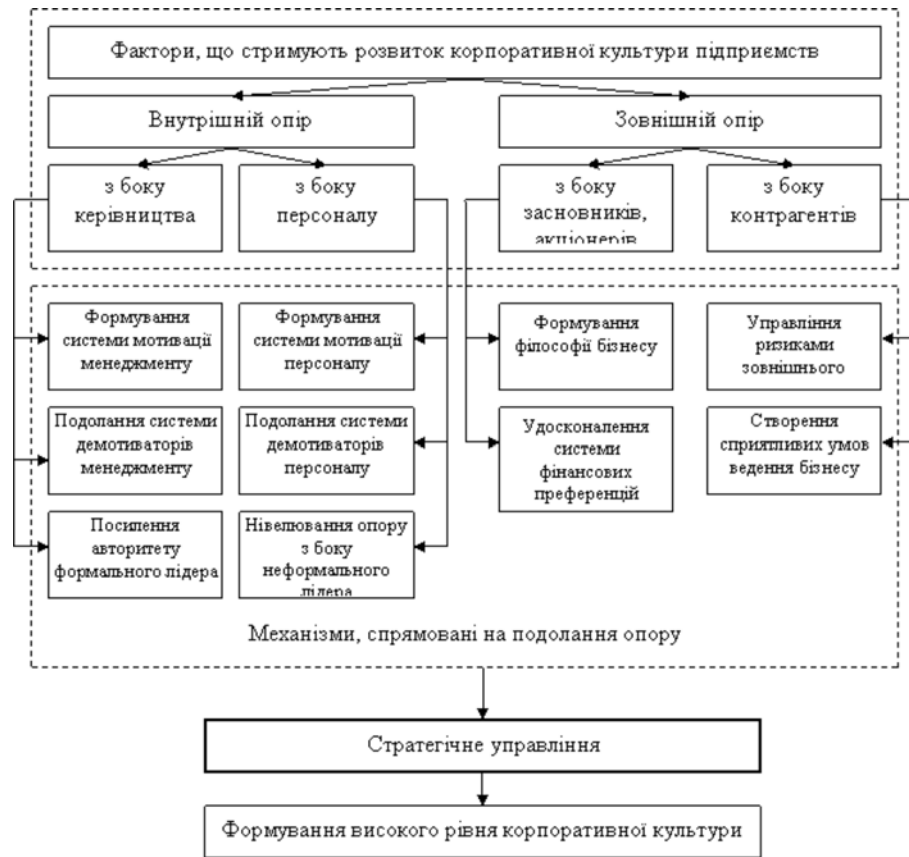 Фактори, що стримують розвиток корпоративної культури підприємств
Внутрішній опір
Зовнішній опір
з боку
керівництва
з боку
персоналу
з боку
засновників,
акціонерів
з боку
контрагентів
Формування
системи мотивації
менеджменту
Формування
системи мотивації
персоналу
Формування
філософії бізнесу
Управління
ризиками
зовнішнього
Подолання системи
демотиваторів
менеджменту
Подолання системи
демотиваторів
персоналу
Удосконалення
системи
фінансових
преференцій
Створення
сприятливих умов
ведення бізнесу
Посилення
авторитету
формального лідера
Нівелювання опору
з боку
неформального
лідера
Механізми, спрямовані на подолання опору
Стратегічне управління
Формування високого рівня корпоративної культури